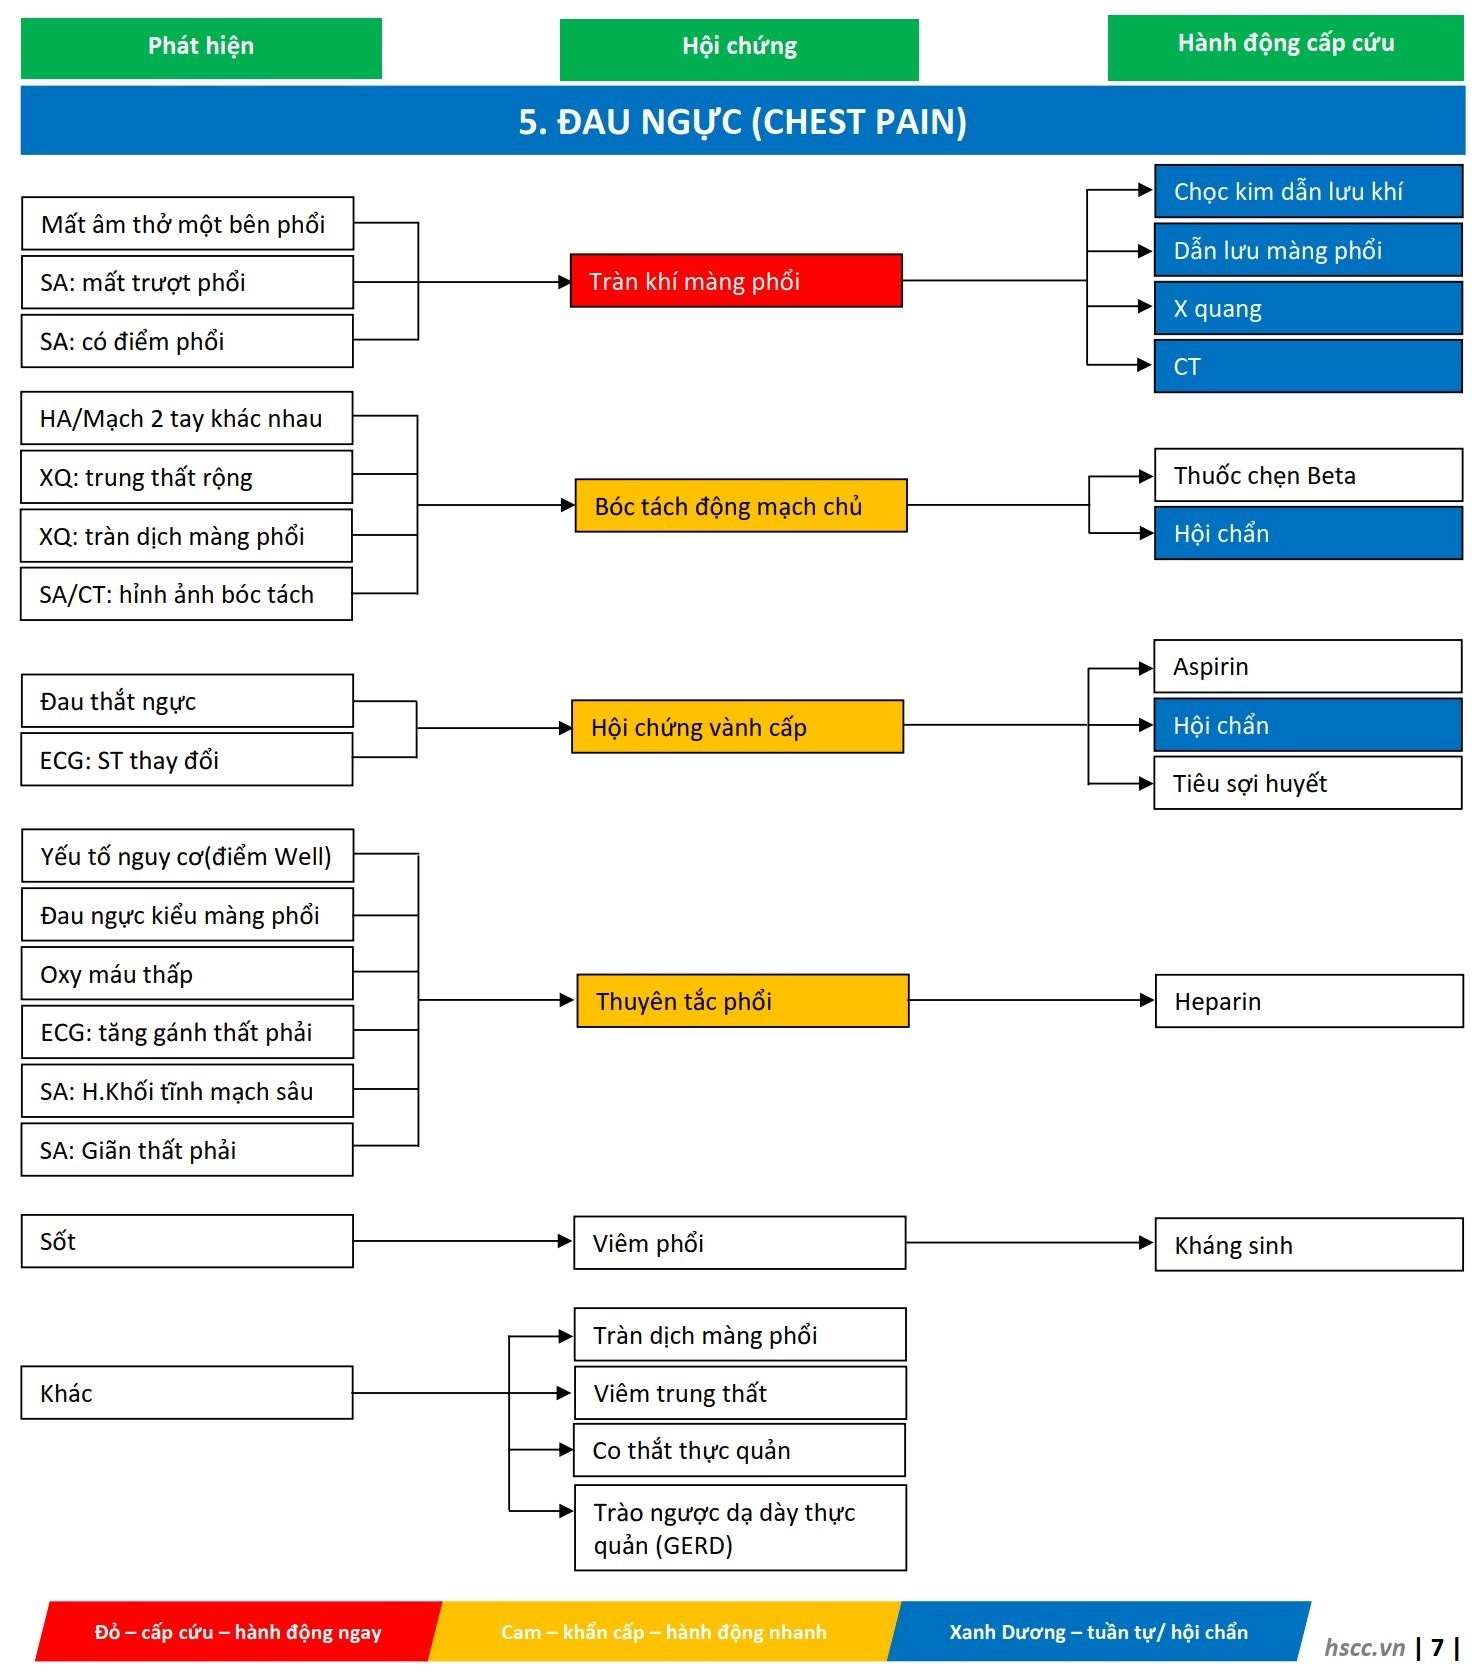 Phát hiện
Hội chứng
Hành động cấp cứu
5. ĐAU NGỰC (CHEST PAIN)
Mất âm thở một bên phổi
SA: mất trượt phổi
SA: có điểm phổi
Tràn khí màng phổi
Chọc kim dẫn lưu khí
Dẫn lưu màng phổi
X quang
CT
HA/Mạch 2 tay khác nhau
XQ: trung thất rộng
XQ: tràn dịch màng phổi
SA/CT: hỉnh ảnh bóc tách
Bóc tách động mạch chủ
Thuốc chẹn Beta
Hội chẩn
Đau thắt ngực
ECG: ST thay đổi
Hội chứng vành cấp
Aspirin
Hội chẩn
Tiêu sợi huyết
Yếu tố nguy cơ(điểm Well)
Đau ngực kiểu màng phổi
Oxy máu thấp
ECG: tăng gánh thất phải
SA: H.Khối tĩnh mạch sâu
SA: Giãn thất phải
Thuyên tắc phổi
Heparin
Sốt
Viêm phổi
Kháng sinh
Khác
Tràn dịch màng phổi
Viêm trung thất
Co thắt thực quản
Trào ngược dạ dày thực
quản (GERD)
Đỏ – cấp cứu – hành động ngay
Cam – khẩn cấp – hành động nhanh
Xanh Dương – tuần tự/ hội chẩn
hscc.vn | 7 |